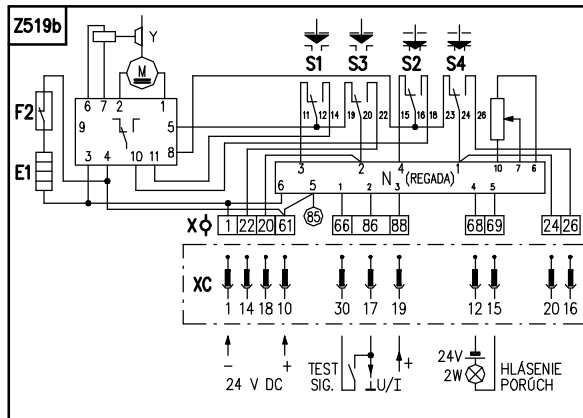 Z519b
Y
M
S1 S3 S2 S4
F2
6 7 2 1
9 5
8
3 4 10 11
E1
11 12 14 19 20 22 15 16 18 23 24 26
10 7 6
3 2 4 1
N (REGADA)
6 5 1 2 3 4 5
85
X 1 22 20 61 66 86 88 68 69 24 26
XC
1 14 18 10 30 17 19 12 15 20 16
− + TEST + 24V HLÁSENIE
24 V DC SIG. U/I 2W PORÚCH